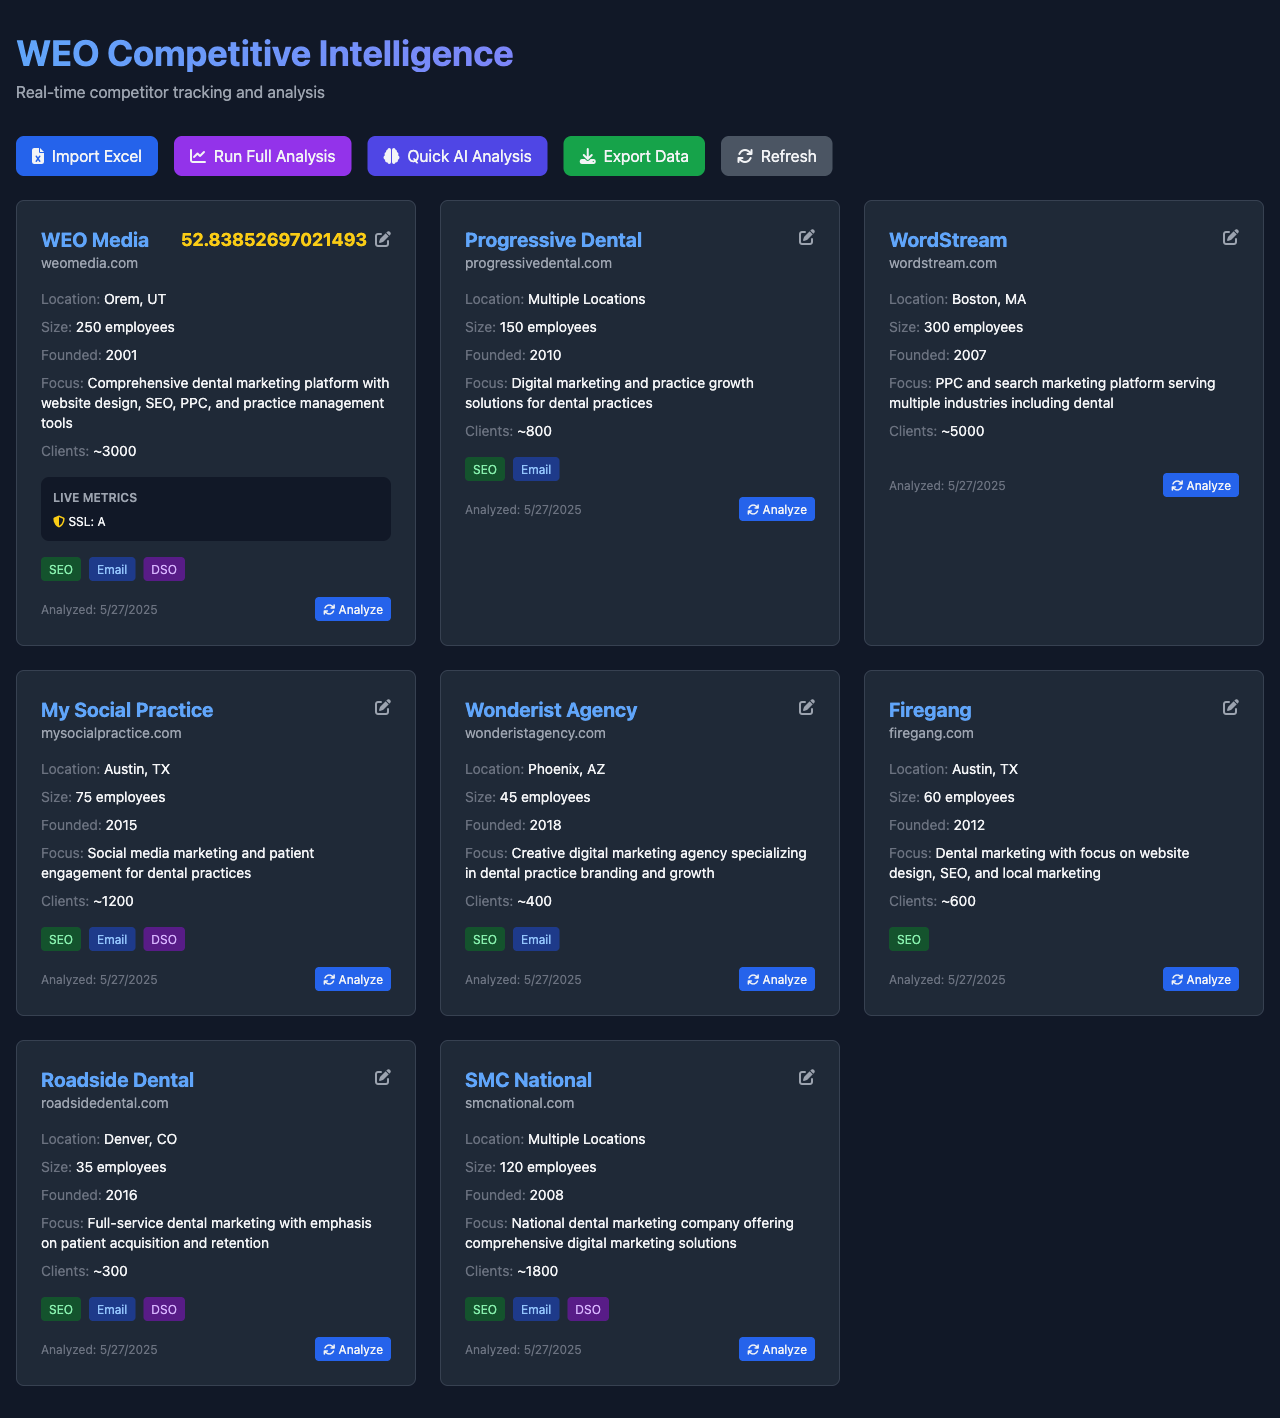 WEO Competitive Intelligence
Real-time competitor tracking and analysis
Import Excel
Run Full Analysis
Quick AI Analysis
Export Data
Refresh
WEO Media
52.83852697021493
weomedia.com
Location: Orem, UT
Size: 250 employees
Founded: 2001
Focus: Comprehensive dental marketing platform with
website design, SEO, PPC, and practice management
tools
Clients: ~3000
LIVE METRICS
SSL: A
SEO
Email
DSO
Analyzed: 5/27/2025
Analyze
Progressive Dental
progressivedental.com
Location: Multiple Locations
Size: 150 employees
Founded: 2010
Focus: Digital marketing and practice growth
solutions for dental practices
Clients: ~800
SEO
Email
Analyzed: 5/27/2025
Analyze
WordStream
wordstream.com
Location: Boston, MA
Size: 300 employees
Founded: 2007
Focus: PPC and search marketing platform serving
multiple industries including dental
Clients: ~5000
Analyzed: 5/27/2025
Analyze
My Social Practice
mysocialpractice.com
Location: Austin, TX
Size: 75 employees
Founded: 2015
Focus: Social media marketing and patient
engagement for dental practices
Clients: ~1200
SEO
Email
DSO
Analyzed: 5/27/2025
Analyze
Wonderist Agency
wonderistagency.com
Location: Phoenix, AZ
Size: 45 employees
Founded: 2018
Focus: Creative digital marketing agency specializing
in dental practice branding and growth
Clients: ~400
SEO
Email
Analyzed: 5/27/2025
Analyze
Firegang
firegang.com
Location: Austin, TX
Size: 60 employees
Founded: 2012
Focus: Dental marketing with focus on website
design, SEO, and local marketing
Clients: ~600
SEO
Analyzed: 5/27/2025
Analyze
Roadside Dental
roadsidedental.com
Location: Denver, CO
Size: 35 employees
Founded: 2016
Focus: Full-service dental marketing with emphasis
on patient acquisition and retention
Clients: ~300
SEO
Email
DSO
Analyzed: 5/27/2025
Analyze
SMC National
smcnational.com
Location: Multiple Locations
Size: 120 employees
Founded: 2008
Focus: National dental marketing company offering
comprehensive digital marketing solutions
Clients: ~1800
SEO
Email
DSO
Analyzed: 5/27/2025
Analyze